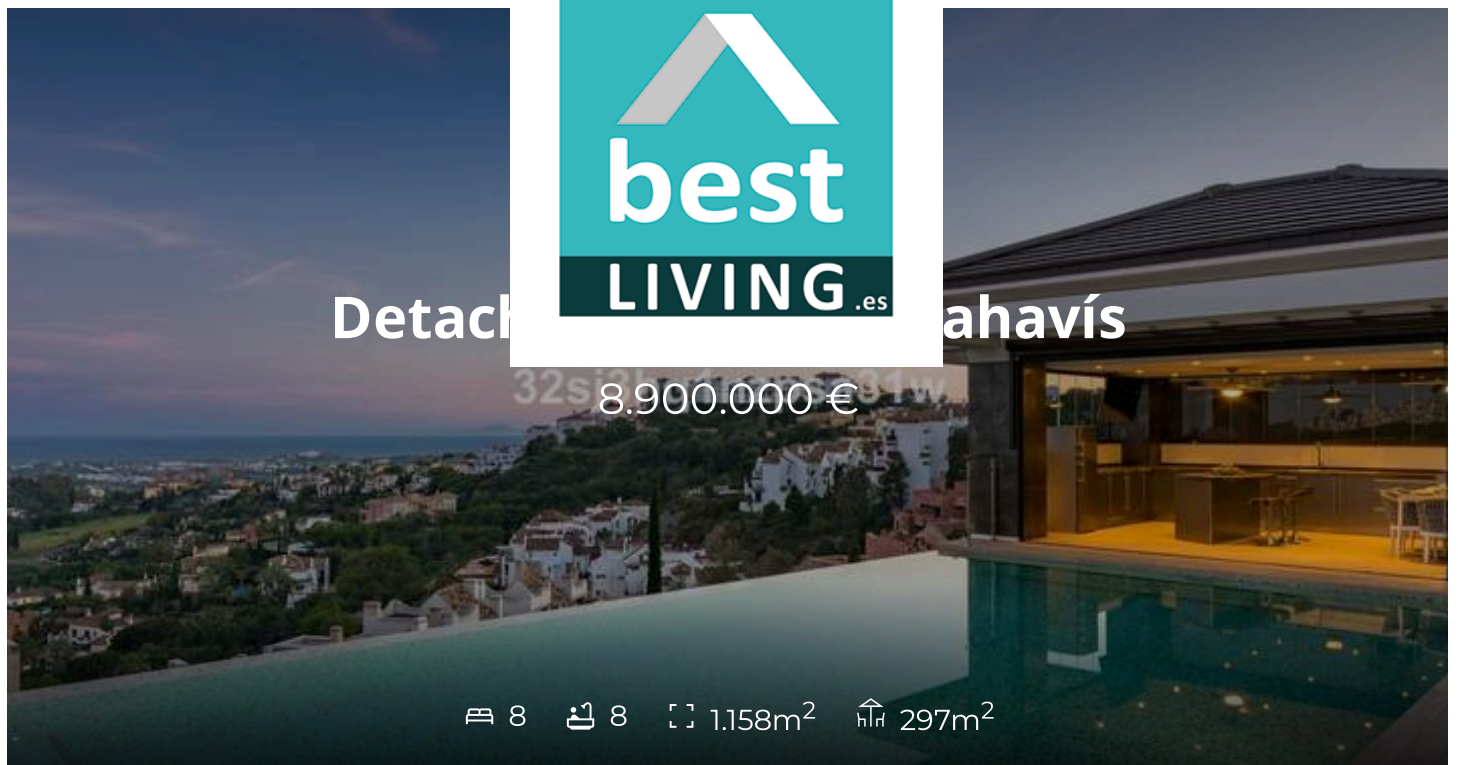 best
LIVING.es
Detach ahavís
8.900.000 €
8 8 1.158m² 297m²